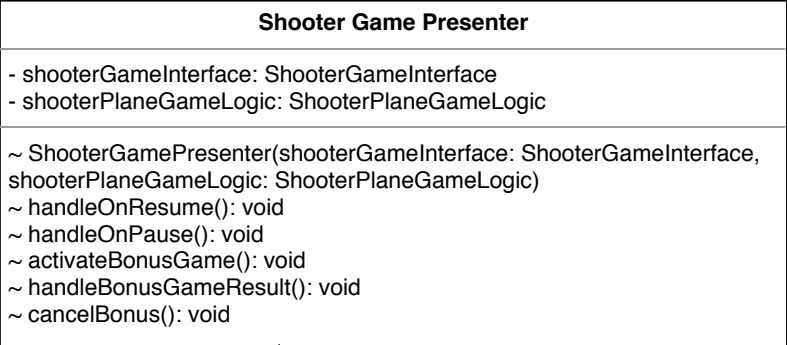 Shooter Game Presenter
- shooterGameInterface: ShooterGameInterface
- shooterPlaneGameLogic: ShooterPlaneGameLogic
~ ShooterGamePresenter(shooterGameInterface: ShooterGameInterface,
shooterPlaneGameLogic: ShooterPlaneGameLogic)
~ handleOnResume(): void
~ handleOnPause(): void
~ activateBonusGame(): void
~ handleBonusGameResult(): void
~ cancelBonus(): void